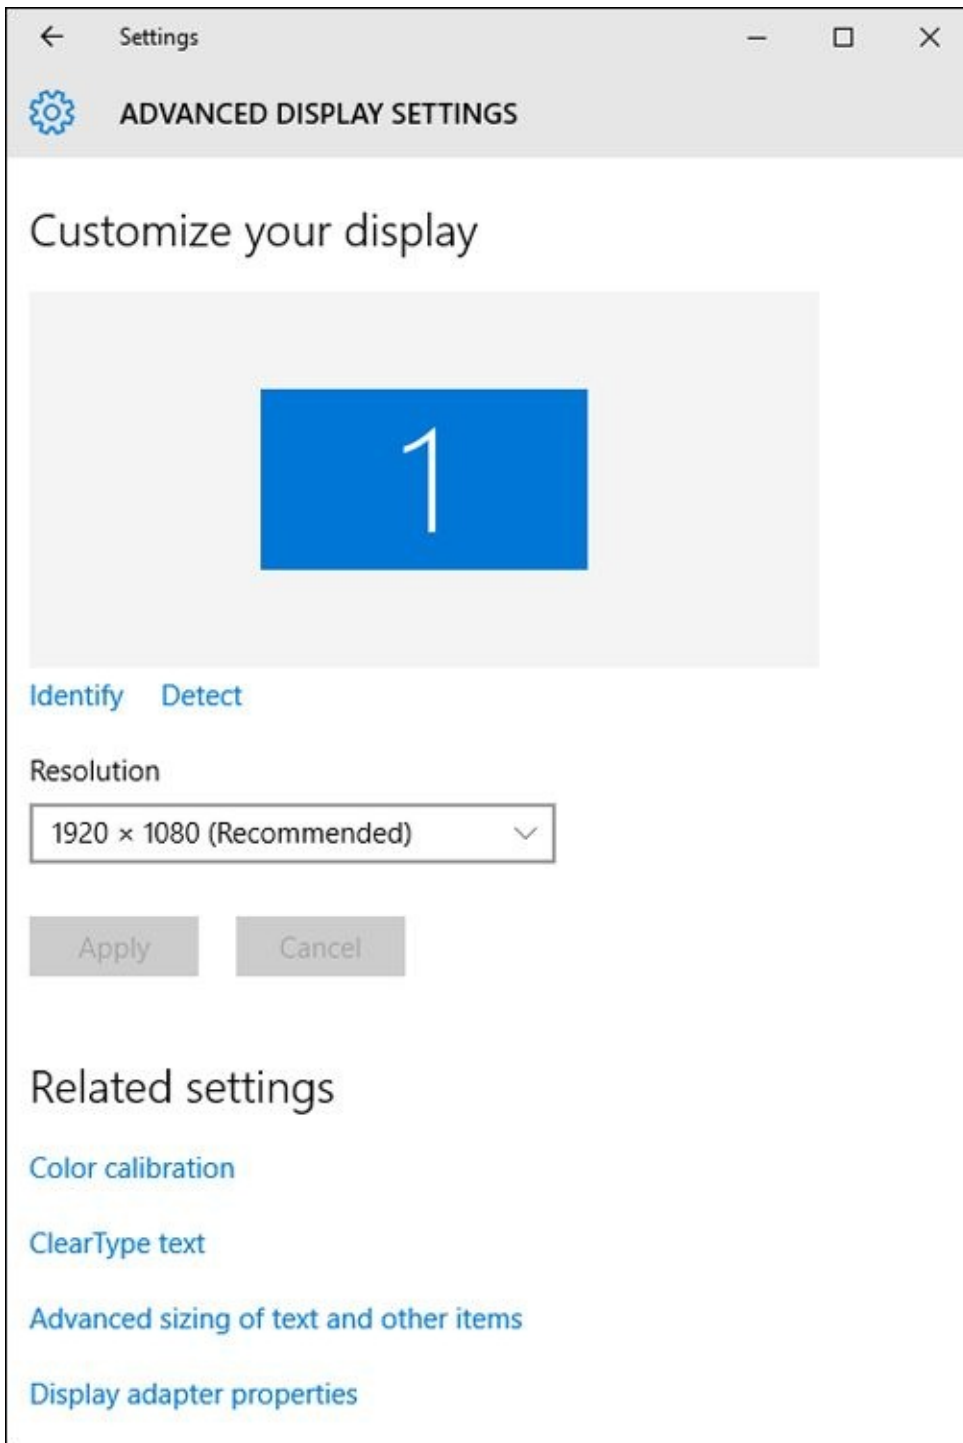 Settings
ADVANCED DISPLAY SETTINGS
Customize your display
1
Identify Detect
Resolution
1920 × 1080 (Recommended)
Apply Cancel
Related settings
Color calibration
ClearType text
Advanced sizing of text and other items
Display adapter properties